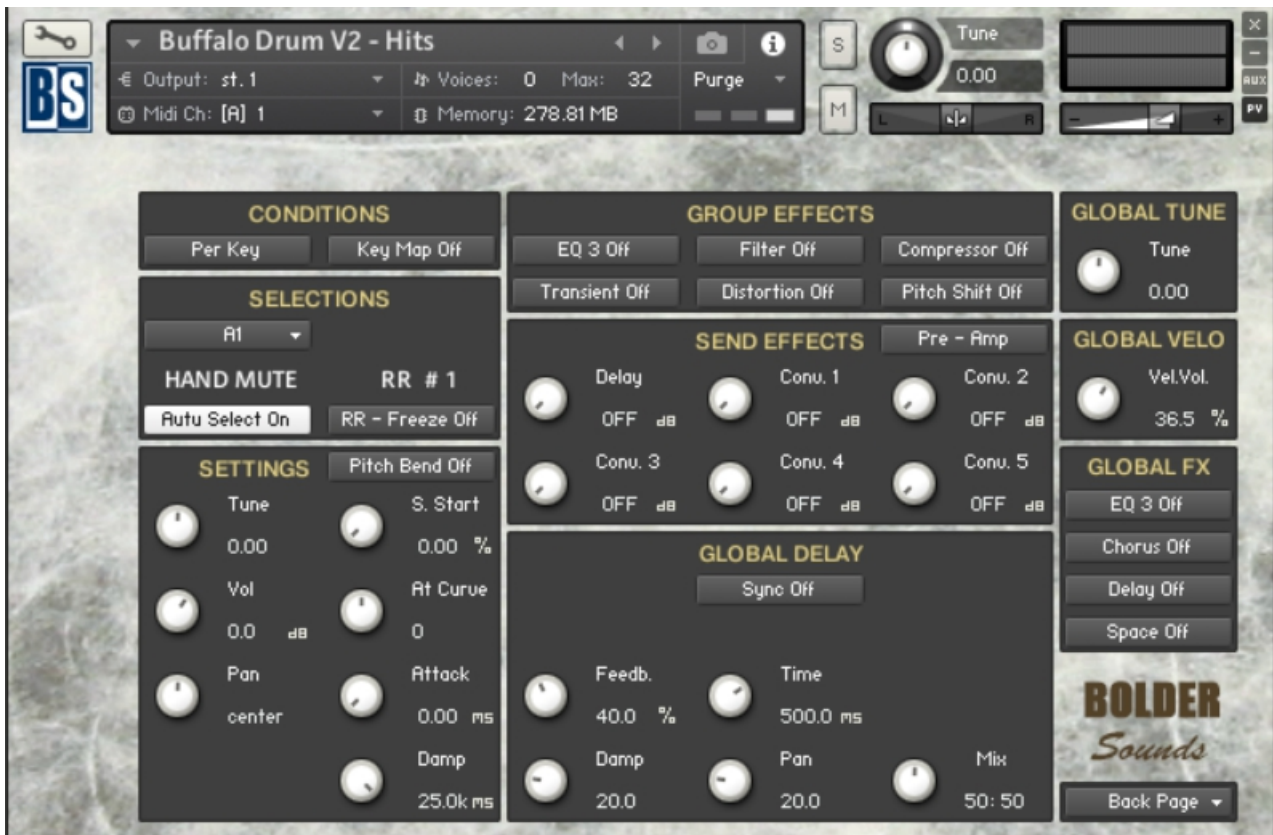 Buffalo Drum V2 - Hits
Output: st. 1
Voices: 0 Max: 32
Purge
Midi Ch: [A] 1
Memory: 278.81 MB
S
M
Tune
0.00
L
R
-
+
×
-
AUX
PV
BS
CONDITIONS
Per Key
Key Map Off
SELECTIONS
A1
HAND MUTE
RR # 1
Autu Select On
RR - Freeze Off
SETTINGS
Pitch Bend Off
Tune
0.00
S. Start
0.00 %
Vol
0.0 dB
At Curve
0
Pan
center
Attack
0.00 ms
Damp
25.0k ms
GROUP EFFECTS
EQ 3 Off
Filter Off
Compressor Off
Transient Off
Distortion Off
Pitch Shift Off
SEND EFFECTS
Pre - Amp
Delay
OFF dB
Conv. 1
OFF dB
Conv. 2
OFF dB
Conv. 3
OFF dB
Conv. 4
OFF dB
Conv. 5
OFF dB
GLOBAL DELAY
Sync Off
Feedb.
40.0 %
Time
500.0 ms
Damp
20.0
Pan
20.0
Mix
50:50
GLOBAL TUNE
Tune
0.00
GLOBAL VELO
Vel.Vol.
36.5 %
GLOBAL FX
EQ 3 Off
Chorus Off
Delay Off
Space Off
BOLDER
Sounds
Back Page